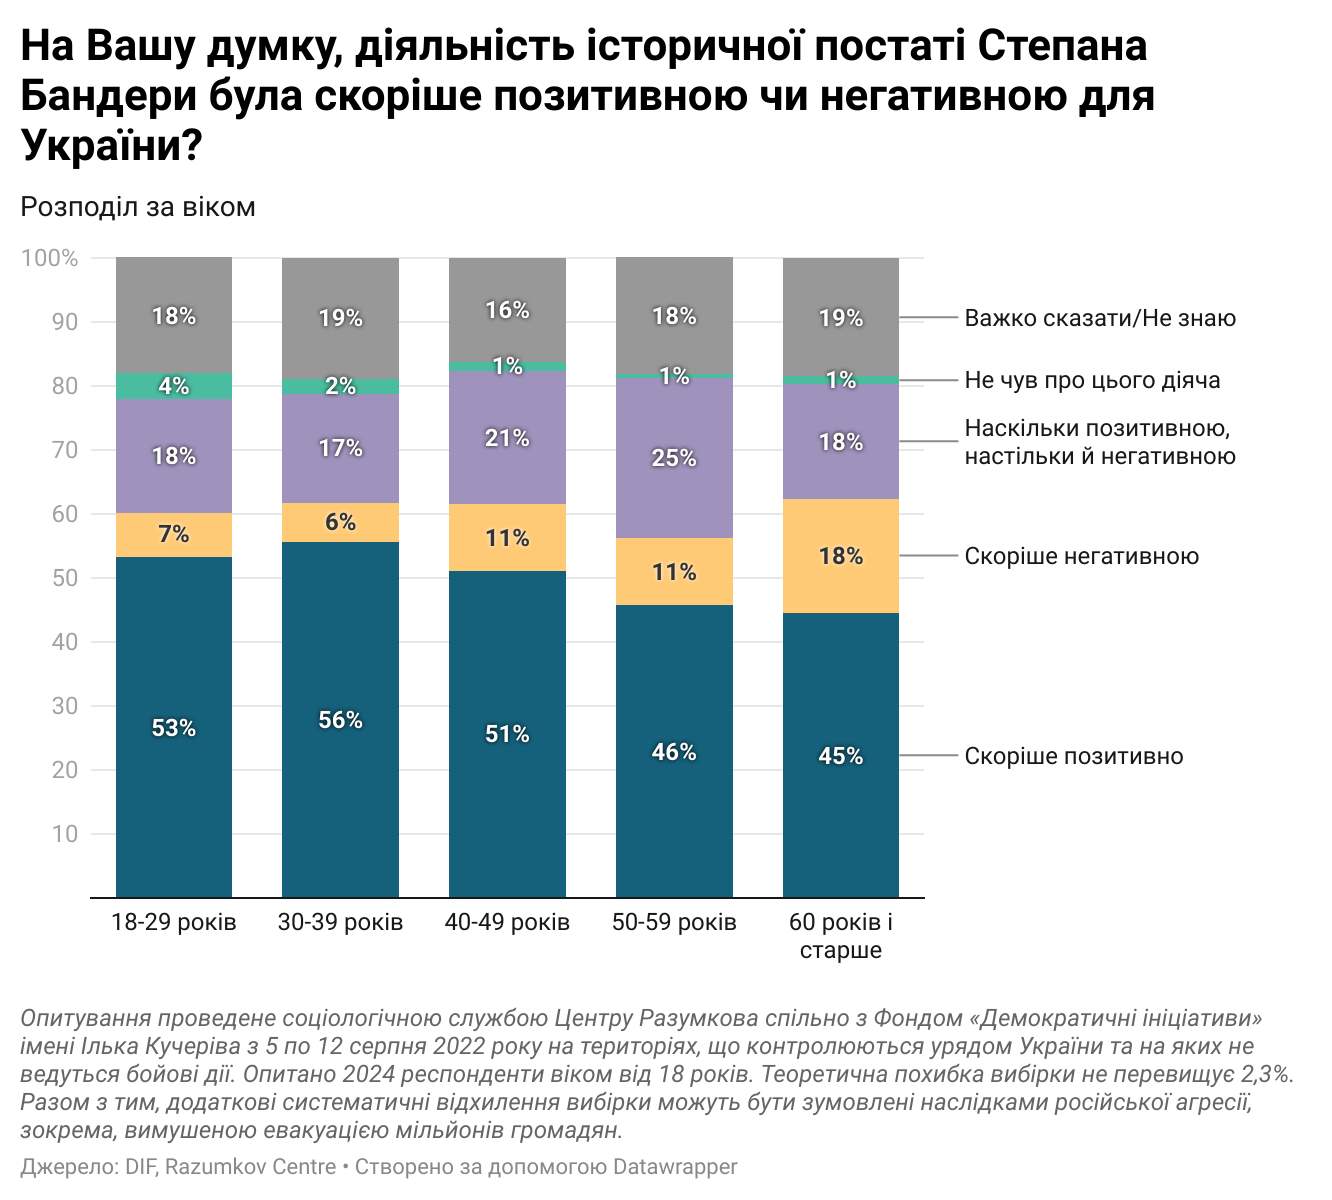 На Вашу думку, діяльність історичної постаті Степана
Бандери була скоріше позитивною чи негативною для
України?
Розподіл за віком
100%
90
80
70
60
50
40
30
20
10
18%
4%
18%
7%
53%
19%
2%
17%
6%
56%
16%
1%
21%
11%
51%
18%
1%
25%
11%
46%
19%
1%
18%
18%
45%
Важко сказати/Не знаю
Не чув про цього діяча
Наскільки позитивною,
настільки й негативною
Скоріше негативною
Скоріше позитивно
18-29 років
30-39 років
40-49 років
50-59 років
60 років і
старше
Опитування проведене соціологічною службою Центру Разумкова спільно з Фондом «Демократичні ініціативи»
імені Ілька Кучеріва з 5 по 12 серпня 2022 року на територіях, що контролюються урядом України та на яких не
ведуться бойові дії. Опитано 2024 респонденти віком від 18 років. Теоретична похибка вибірки не перевищує 2,3%.
Разом з тим, додаткові систематичні відхилення вибірки можуть бути зумовлені наслідками російської агресії,
зокрема, вимушеною евакуацією мільйонів громадян.
Джерело: DIF, Razumkov Centre • Створено за допомогою Datawrapper